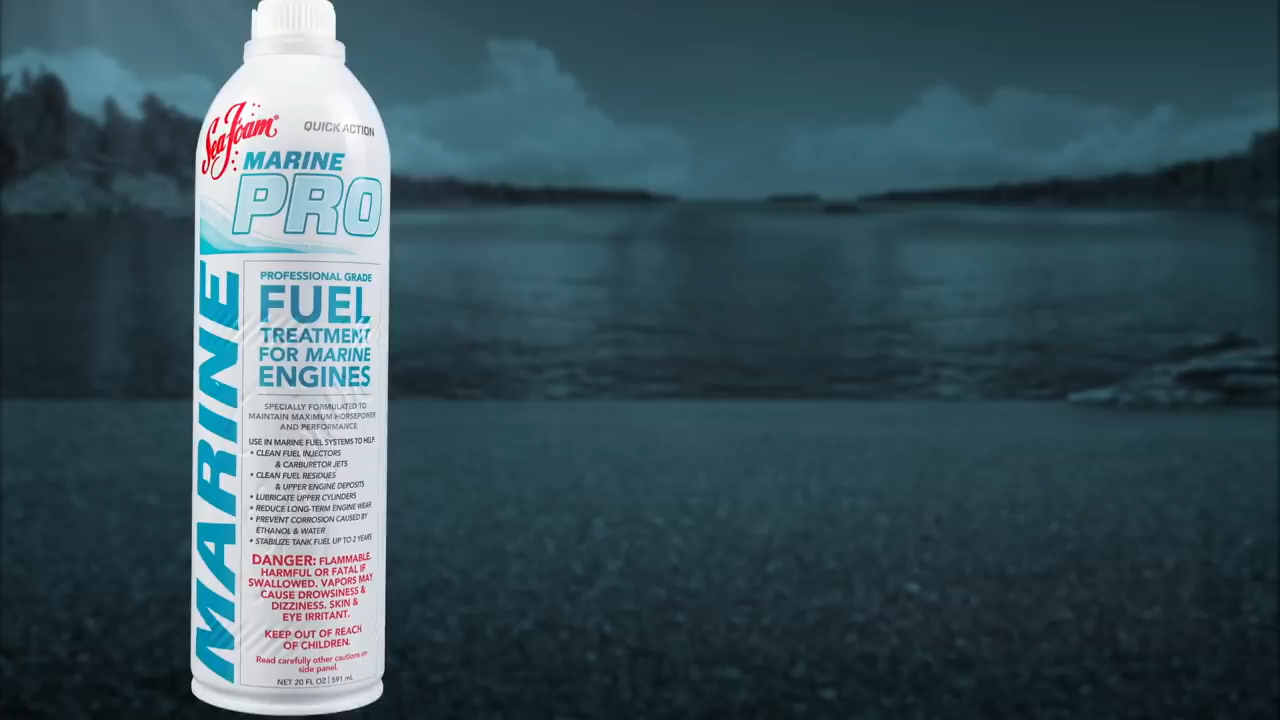 Sea Foam®
QUICK ACTION
MARINE
PRO
MARINE
PROFESSIONAL GRADE
FUEL
TREATMENT
FOR MARINE
ENGINES
SPECIALLY FORMULATED TO
MAINTAIN MAXIMUM HORSEPOWER
AND PERFORMANCE
USE IN MARINE FUEL SYSTEMS TO HELP:
• CLEAN FUEL INJECTORS
& CARBURETOR JETS
• CLEAN FUEL RESIDUES
& UPPER ENGINE DEPOSITS
• LUBRICATE UPPER CYLINDERS
• REDUCE LONG-TERM ENGINE WEAR
• PREVENT CORROSION CAUSED BY
ETHANOL & WATER
• STABILIZE TANK FUEL UP TO 2 YEARS
DANGER: FLAMMABLE.
HARMFUL OR FATAL IF
SWALLOWED. VAPORS MAY
CAUSE DROWSINESS &
DIZZINESS. SKIN &
EYE IRRITANT.
KEEP OUT OF REACH
OF CHILDREN.
Read carefully other cautions on
side panel.
NET 20 FL OZ | 591 mL